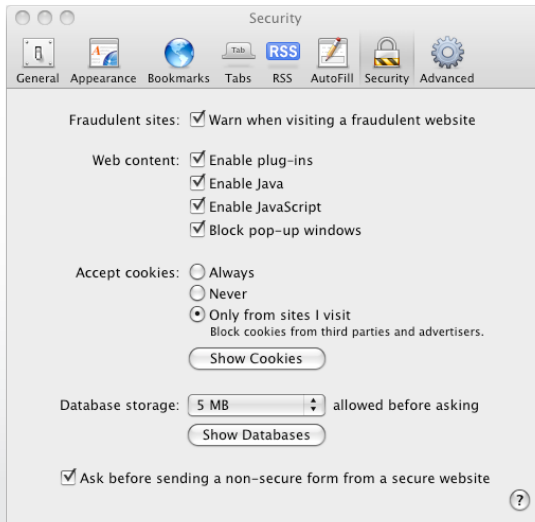 Security
Tab RSS
General Appearance Bookmarks Tabs RSS AutoFill Security Advanced
Fraudulent sites: Warn when visiting a fraudulent website
Web content: Enable plug-ins
Enable Java
Enable JavaScript
Block pop-up windows
Accept cookies: Always
Never
Only from sites I visit
Block cookies from third parties and advertisers.
Show Cookies
Database storage: 5 MB allowed before asking
Show Databases
Ask before sending a non-secure form from a secure website
?